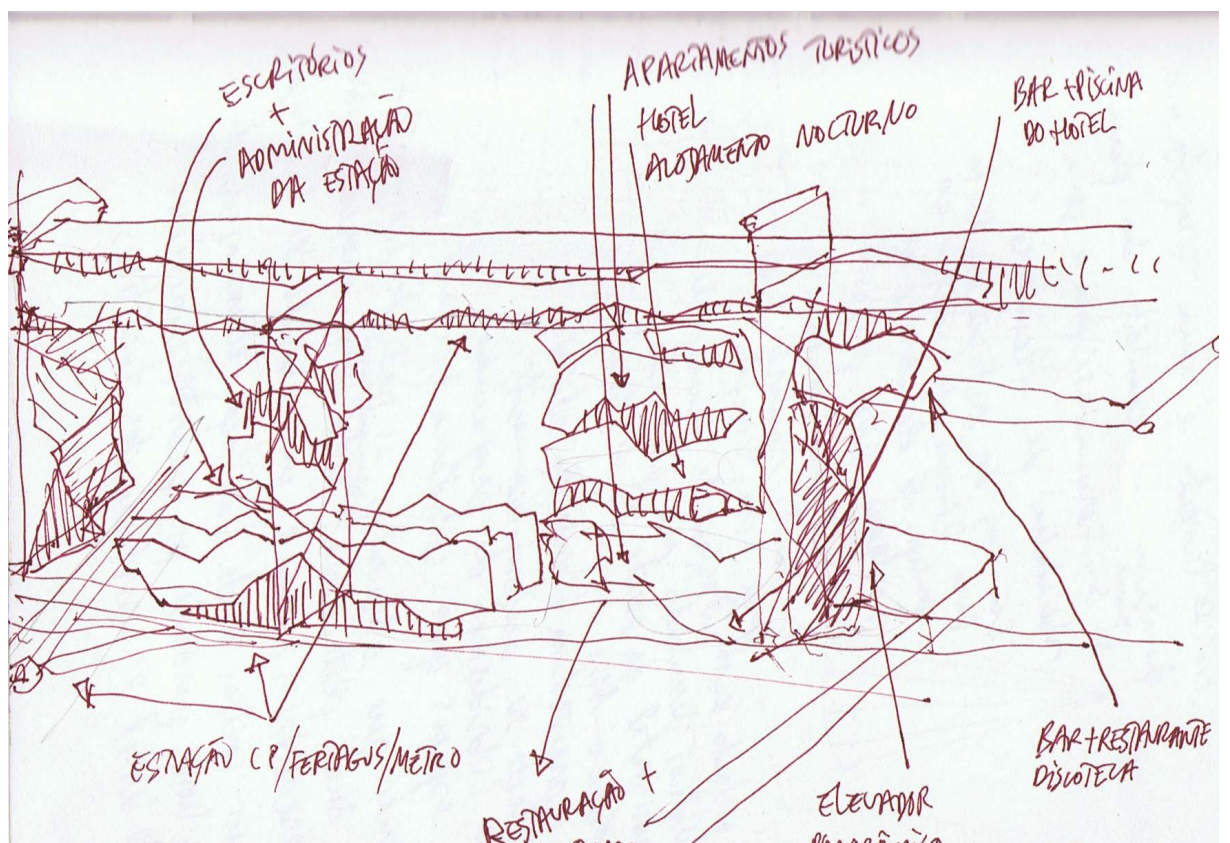 ESCRITÓRIOS
+
ADMINISTRAÇÃO
DA ESTAÇÃO
APARTAMENTOS TURÍSTICOS
HOTEL
ALOJAMENTO NOCTURNO
BAR + PISCINA
DO HOTEL
ESTAÇÃO CP/FERTAGUS/METRO
RESTAURAÇÃO +
ELEVADOR
PANORÂMICO
BAR + RESTAURANTE
DISCOTECA